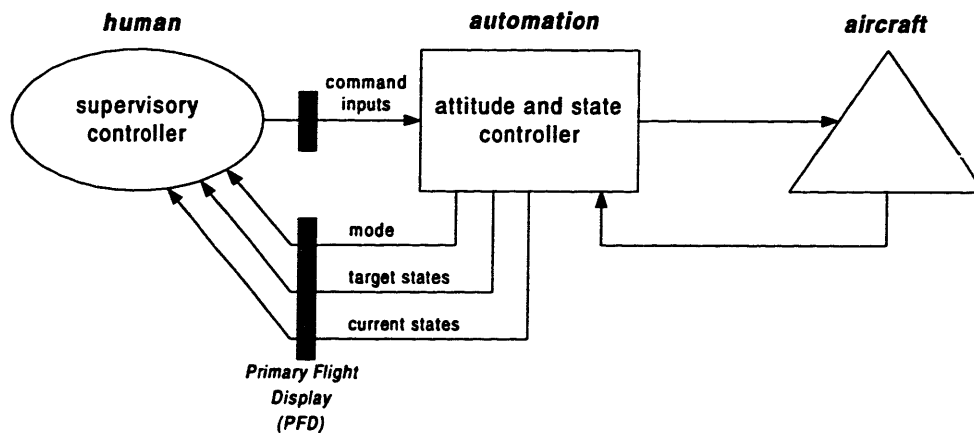 human
automation
aircraft
supervisory
controller
command
inputs
attitude and state
controller
mode
target states
current states
Primary Flight
Display
(PFD)